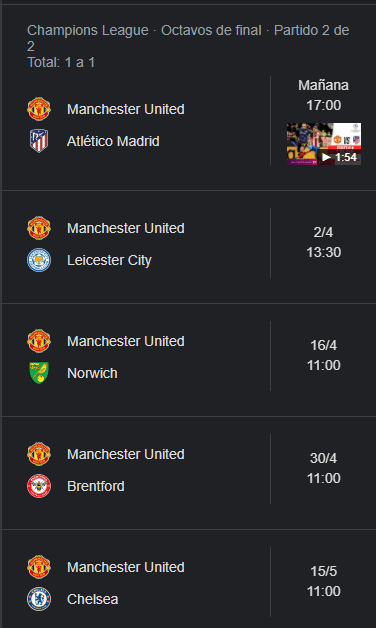 Champions League · Octavos de final · Partido 2 de
2
Total: 1 a 1
Mañana
17:00
Manchester United
Atlético Madrid
VS
1:54
Manchester United
Leicester City
2/4
13:30
Manchester United
Norwich
16/4
11:00
Manchester United
Brentford
30/4
11:00
Manchester United
Chelsea
15/5
11:00